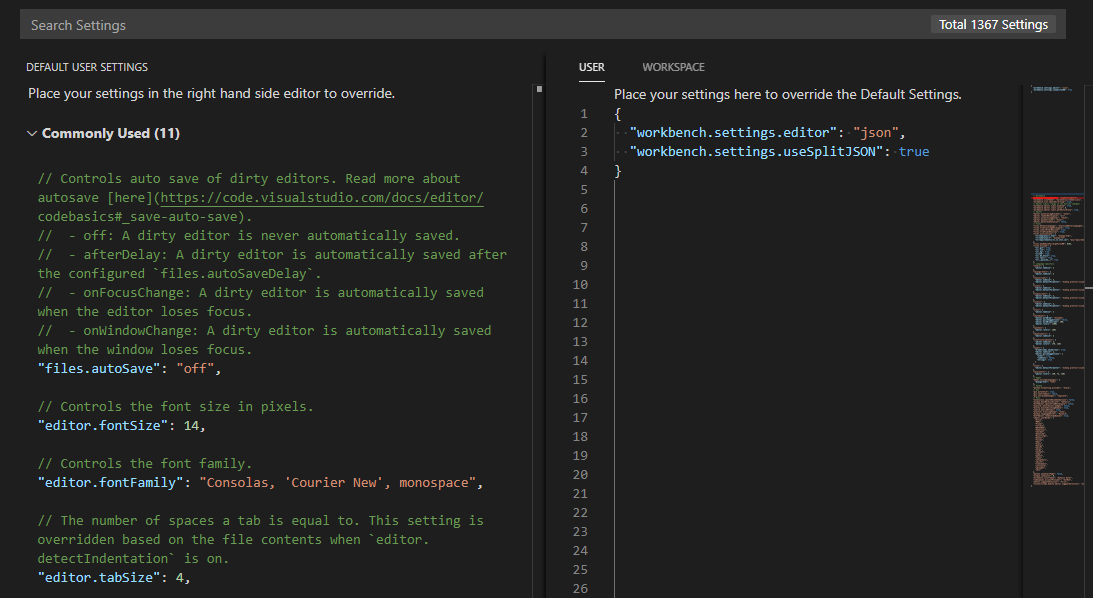 Search Settings
Total 1367 Settings
DEFAULT USER SETTINGS
Place your settings in the right hand side editor to override.
Commonly Used (11)
// Controls auto save of dirty editors. Read more about
autosave [here](https://code.visualstudio.com/docs/editor/
codebasics#_save-auto-save).
//  - off: A dirty editor is never automatically saved.
//  - afterDelay: A dirty editor is automatically saved after
the configured `files.autoSaveDelay`.
//  - onFocusChange: A dirty editor is automatically saved
when the editor loses focus.
//  - onWindowChange: A dirty editor is automatically saved
when the window loses focus.
"files.autoSave": "off",
// Controls the font size in pixels.
"editor.fontSize": 14,
// Controls the font family.
"editor.fontFamily": "Consolas, 'Courier New', monospace",
// The number of spaces a tab is equal to. This setting is
overridden based on the file contents when `editor.
detectIndentation` is on.
"editor.tabSize": 4,
USER WORKSPACE
Place your settings here to override the Default Settings.
1 {
2 "workbench.settings.editor": "json",
3 "workbench.settings.useSplitJSON": true
4 }
5
6
7
8
9
10
11
12
13
14
15
16
17
18
19
20
21
22
23
24
25
26